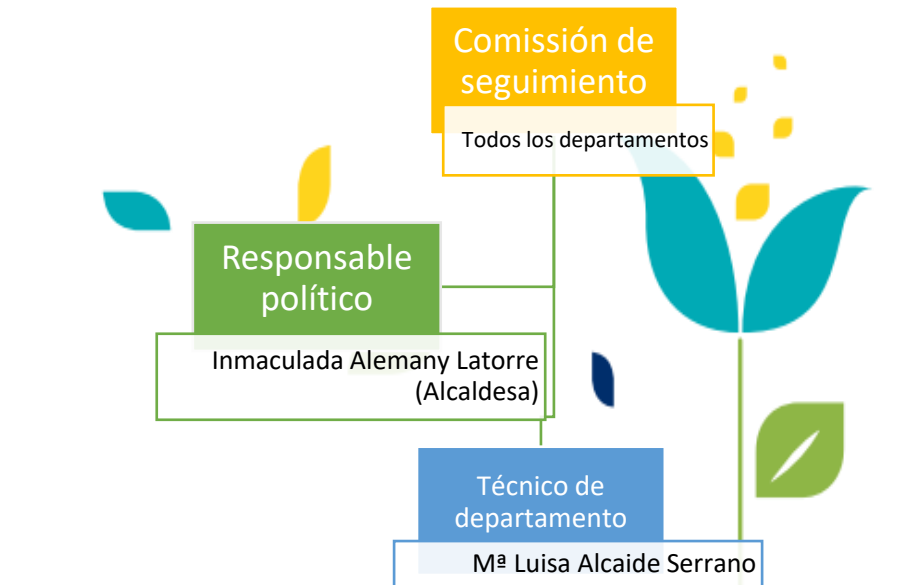 Comissión de
seguimiento
Todos los departamentos
Responsable
político
Inmaculada Alemany Latorre
(Alcaldesa)
Técnico de
departamento
Mª Luisa Alcaide Serrano